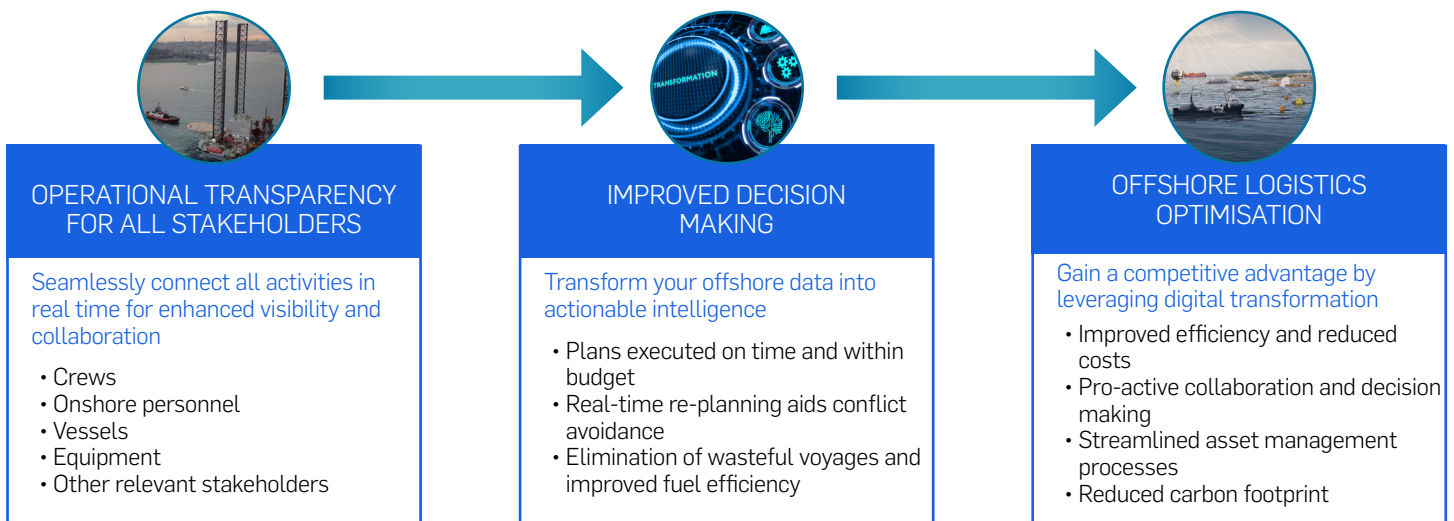 TRANSFORMATION
OPERATIONAL TRANSPARENCY
FOR ALL STAKEHOLDERS
Seamlessly connect all activities in
real time for enhanced visibility and
collaboration
• Crews
• Onshore personnel
• Vessels
• Equipment
• Other relevant stakeholders
IMPROVED DECISION
MAKING
Transform your offshore data into
actionable intelligence
• Plans executed on time and within
budget
• Real-time re-planning aids conflict
avoidance
• Elimination of wasteful voyages and
improved fuel efficiency
OFFSHORE LOGISTICS
OPTIMISATION
Gain a competitive advantage by
leveraging digital transformation
• Improved efficiency and reduced
costs
• Pro-active collaboration and decision
making
• Streamlined asset management
processes
• Reduced carbon footprint